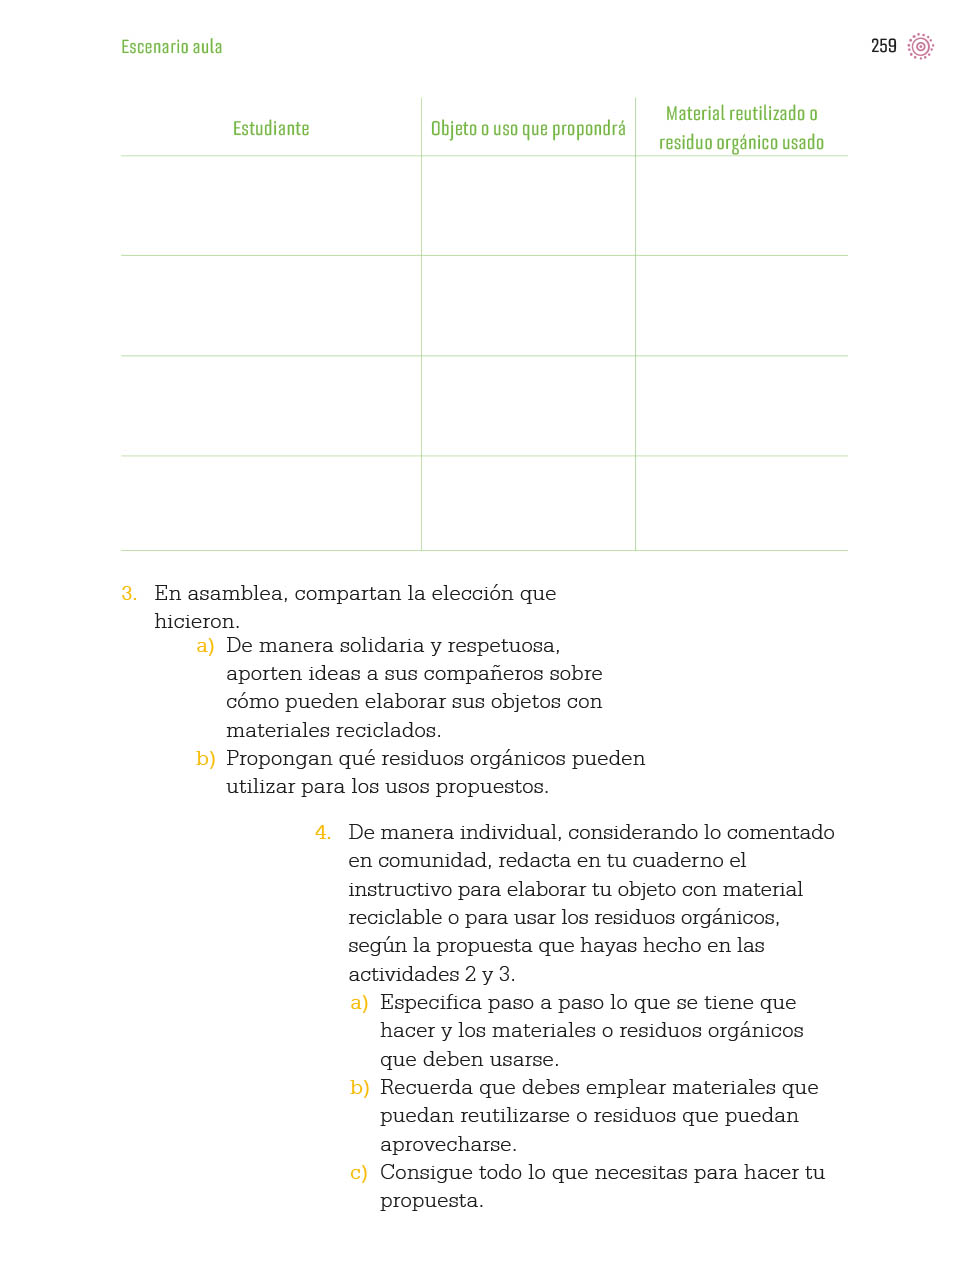 Escenario aula
259
Estudiante
Objeto o uso que propondrá
Material reutilizado o
residuo orgánico usado
3. En asamblea, compartan la elección que
hicieron.
a) De manera solidaria y respetuosa,
aporten ideas a sus compañeros sobre
cómo pueden elaborar sus objetos con
materiales reciclados.
b) Propongan qué residuos orgánicos pueden
utilizar para los usos propuestos.
4. De manera individual, considerando lo comentado
en comunidad, redacta en tu cuaderno el
instructivo para elaborar tu objeto con material
reciclable o para usar los residuos orgánicos,
según la propuesta que hayas hecho en las
actividades 2 y 3.
a) Especifica paso a paso lo que se tiene que
hacer y los materiales o residuos orgánicos
que deben usarse.
b) Recuerda que debes emplear materiales que
puedan reutilizarse o residuos que puedan
aprovecharse.
c) Consigue todo lo que necesitas para hacer tu
propuesta.